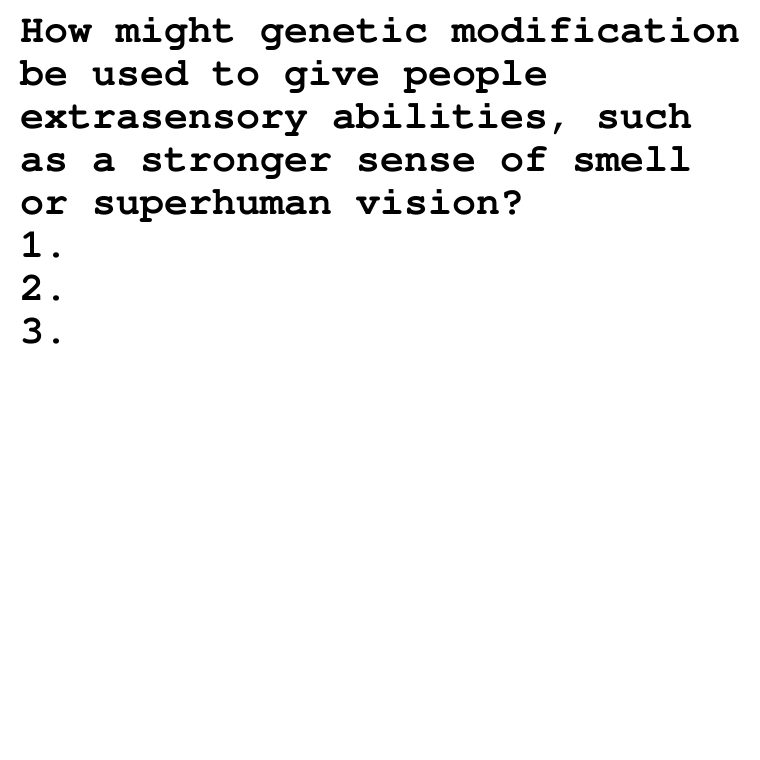 How might genetic modification
be used to give people
extrasensory abilities, such
as a stronger sense of smell
or superhuman vision?
1.
2.
3.